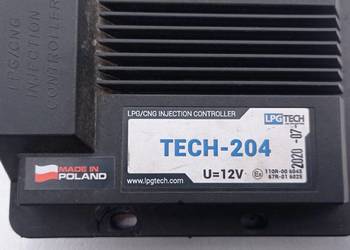 LPG/CNG
INJECTION
CONTROLLER
LPG/CNG INJECTION CONTROLLER
LPGTECH
TECH-204
2020-07-
MADE IN
POLAND
www.lpgtech.com
U=12V
110R-00 6045
67R-01 6025